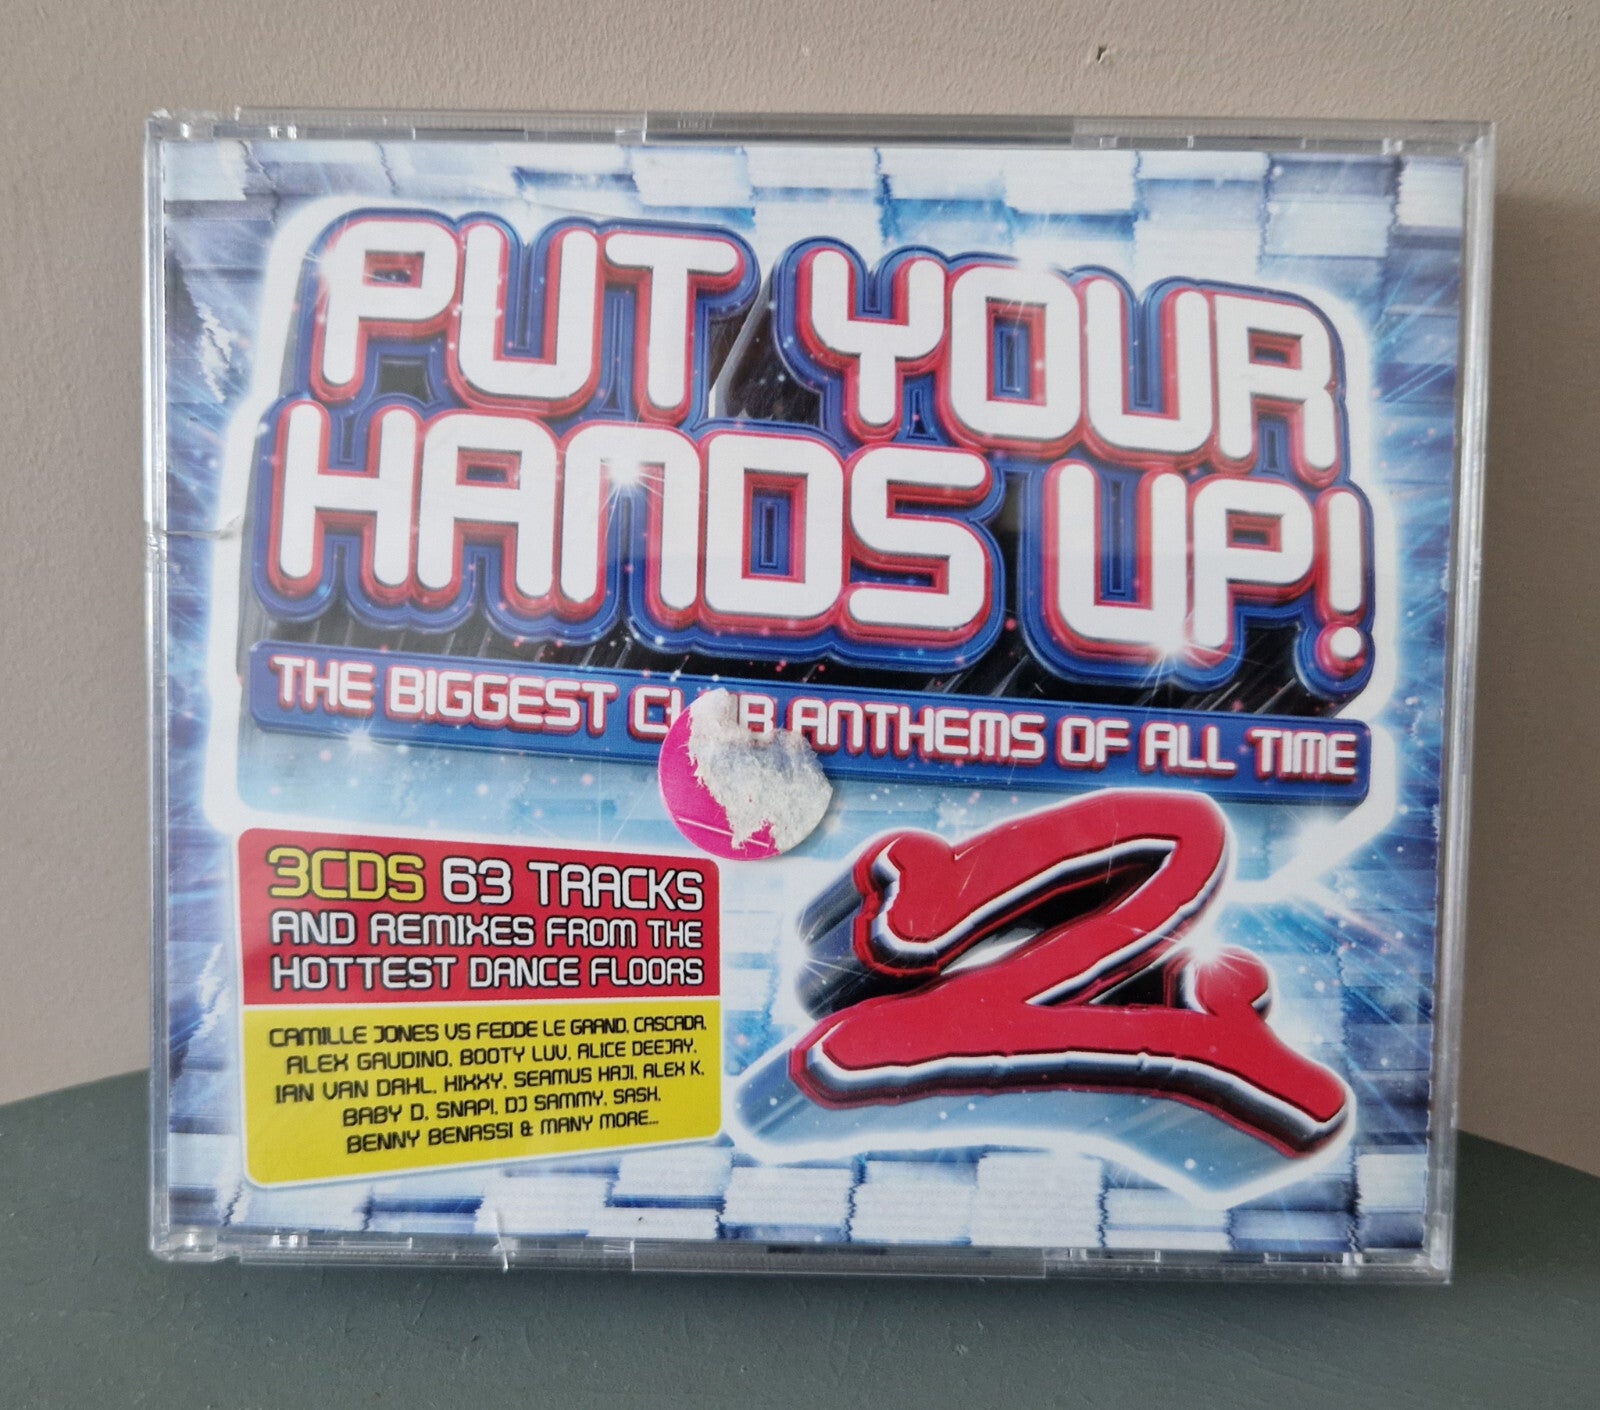 PUT YOUR
HANDS UP!
THE BIGGEST CLUB ANTHEMS OF ALL TIME
2
3CDS 63 TRACKS
AND REMIXES FROM THE
HOTTEST DANCE FLOORS
CAMILLE JONES VS FEDDE LE GRAND, CASCADA,
ALEX GAUDINO, BOOTY LUV, ALICE DEEJAY,
IAN VAN DAHL, HIXXY, SEAMUS HAJI, ALEX K,
BABY D, SNAP!, DJ SAMMY, SASH,
BENNY BENASSI & MANY MORE...